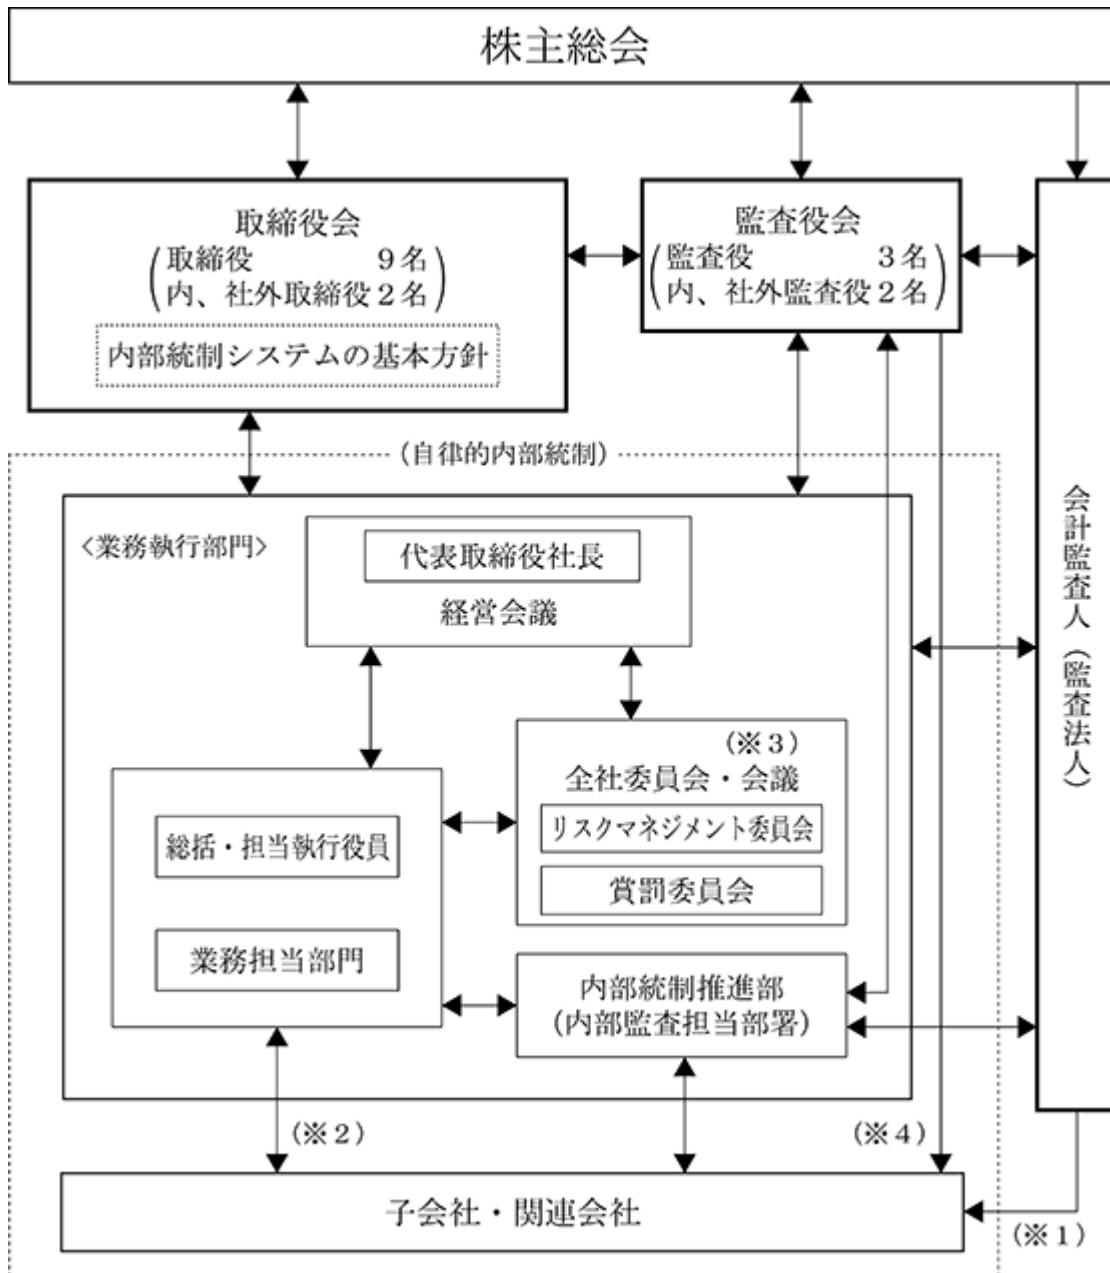 株主総会
取締役会
(取締役 9名
内、社外取締役2名)
内部統制システムの基本方針
監査役会
(監査役 3名
内、社外監査役2名)
会計監査人(監査法人)
(自律的内部統制)
<業務執行部門>
代表取締役社長
経営会議
(※3)
全社委員会・会議
リスクマネジメント委員会
賞罰委員会
総括・担当執行役員
業務担当部門
内部統制推進部
(内部監査担当部署)
(※2)
(※4)
子会社・関連会社
(※1)